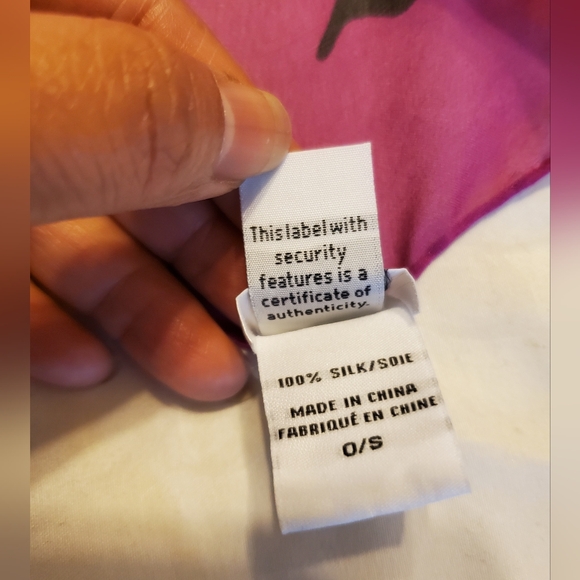 This label with
security
features is a
certificate of
authenticity.
100% SILK/SOIE
MADE IN CHINA
FABRIQUÉ EN CHINE
O/S